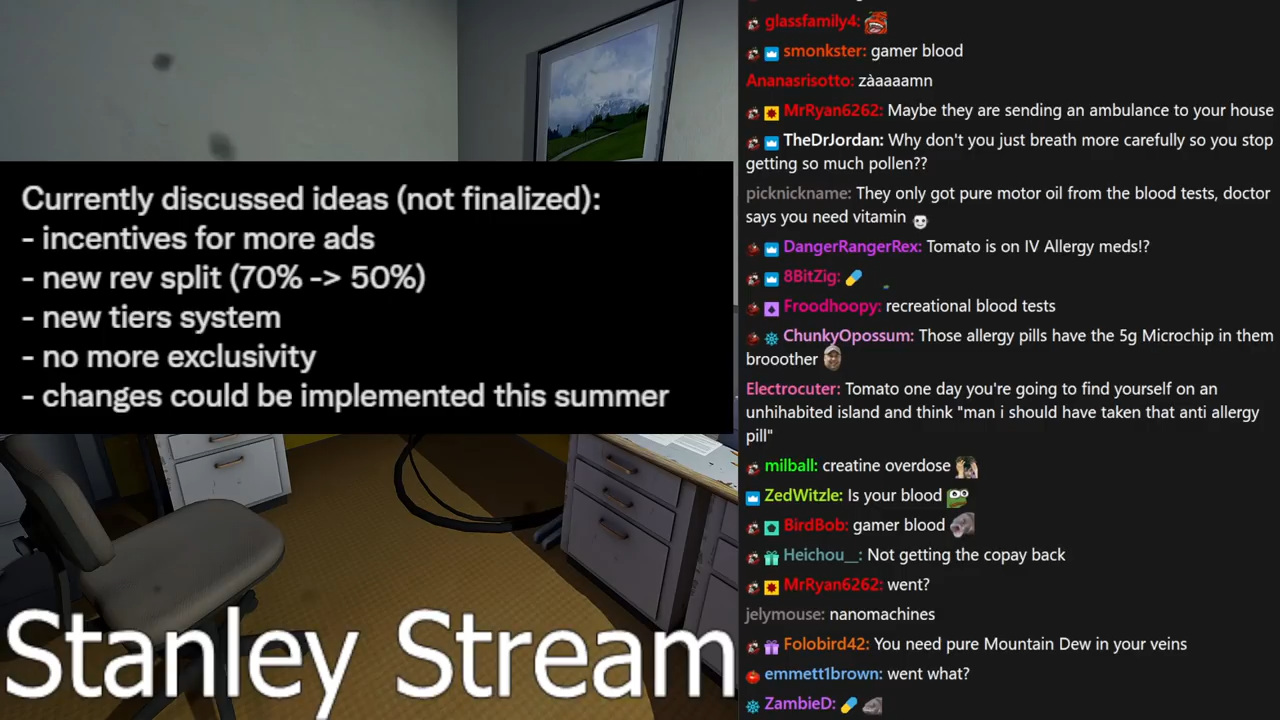 Currently discussed ideas (not finalized):
- incentives for more ads
- new rev split (70% -> 50%)
- new tiers system
- no more exclusivity
- changes could be implemented this summer
Stanley Stream
glassfamily4:
smonkster: gamer blood
Ananasrisotto: zàaaaamn
MrRyan6262: Maybe they are sending an ambulance to your house
TheDrJordan: Why don't you just breath more carefully so you stop
getting so much pollen??
picknickname: They only got pure motor oil from the blood tests, doctor
says you need vitamin
DangerRangerRex: Tomato is on IV Allergy meds!?
8BitZig:
Froodhoopy: recreational blood tests
ChunkyOpossum: Those allergy pills have the 5g Microchip in them
brooother
Electrocuter: Tomato one day you're going to find yourself on an
unhibited island and think "man i should have taken that anti allergy
pill"
milball: creatine overdose
ZedWitzle: Is your blood
BirdBob: gamer blood
Heichou__: Not getting the copay back
MrRyan6262: went?
jelymouse: nanomachines
Folobird42: You need pure Mountain Dew in your veins
emmett1brown: went what?
ZambieD: